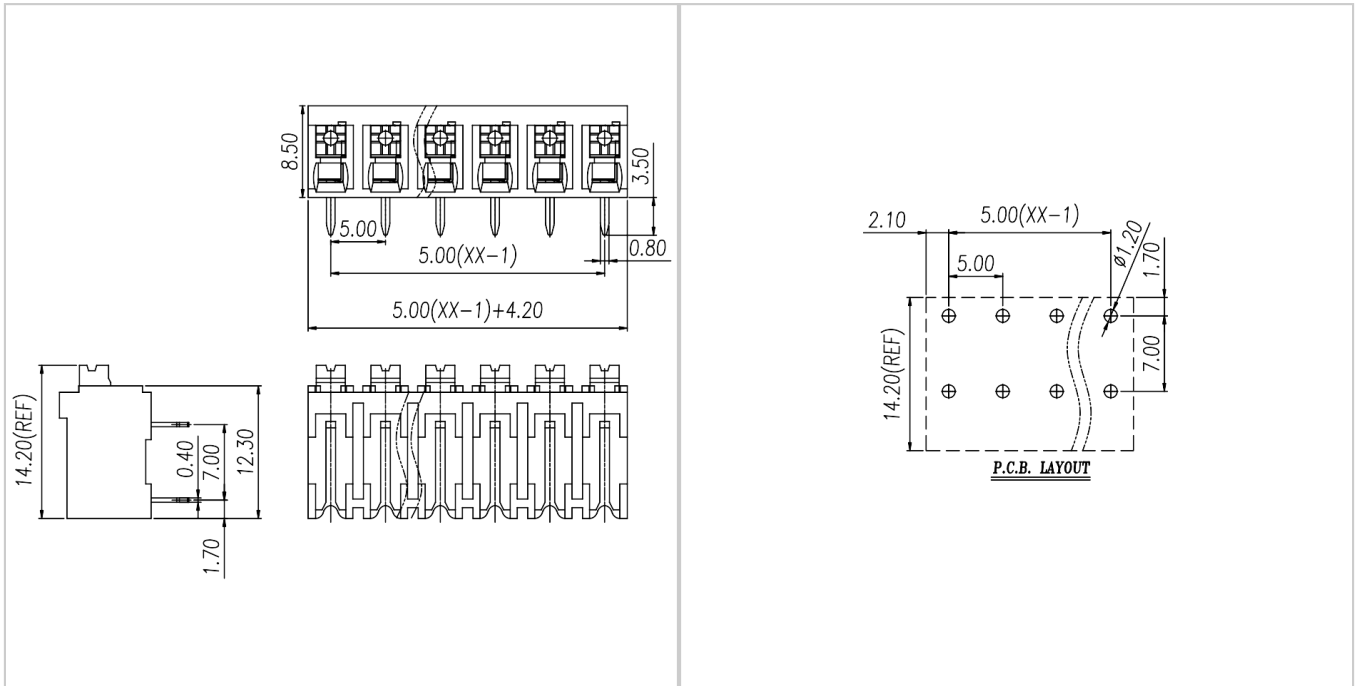 8.50
3.50
5.00
0.80
5.00(XX-1)
5.00(XX-1)+4.20
14.20(REF)
0.40
7.00
12.30
1.70
2.10
5.00(XX-1)
ø1.20
1.70
5.00
14.20(REF)
7.00
P.C.B. LAYOUT